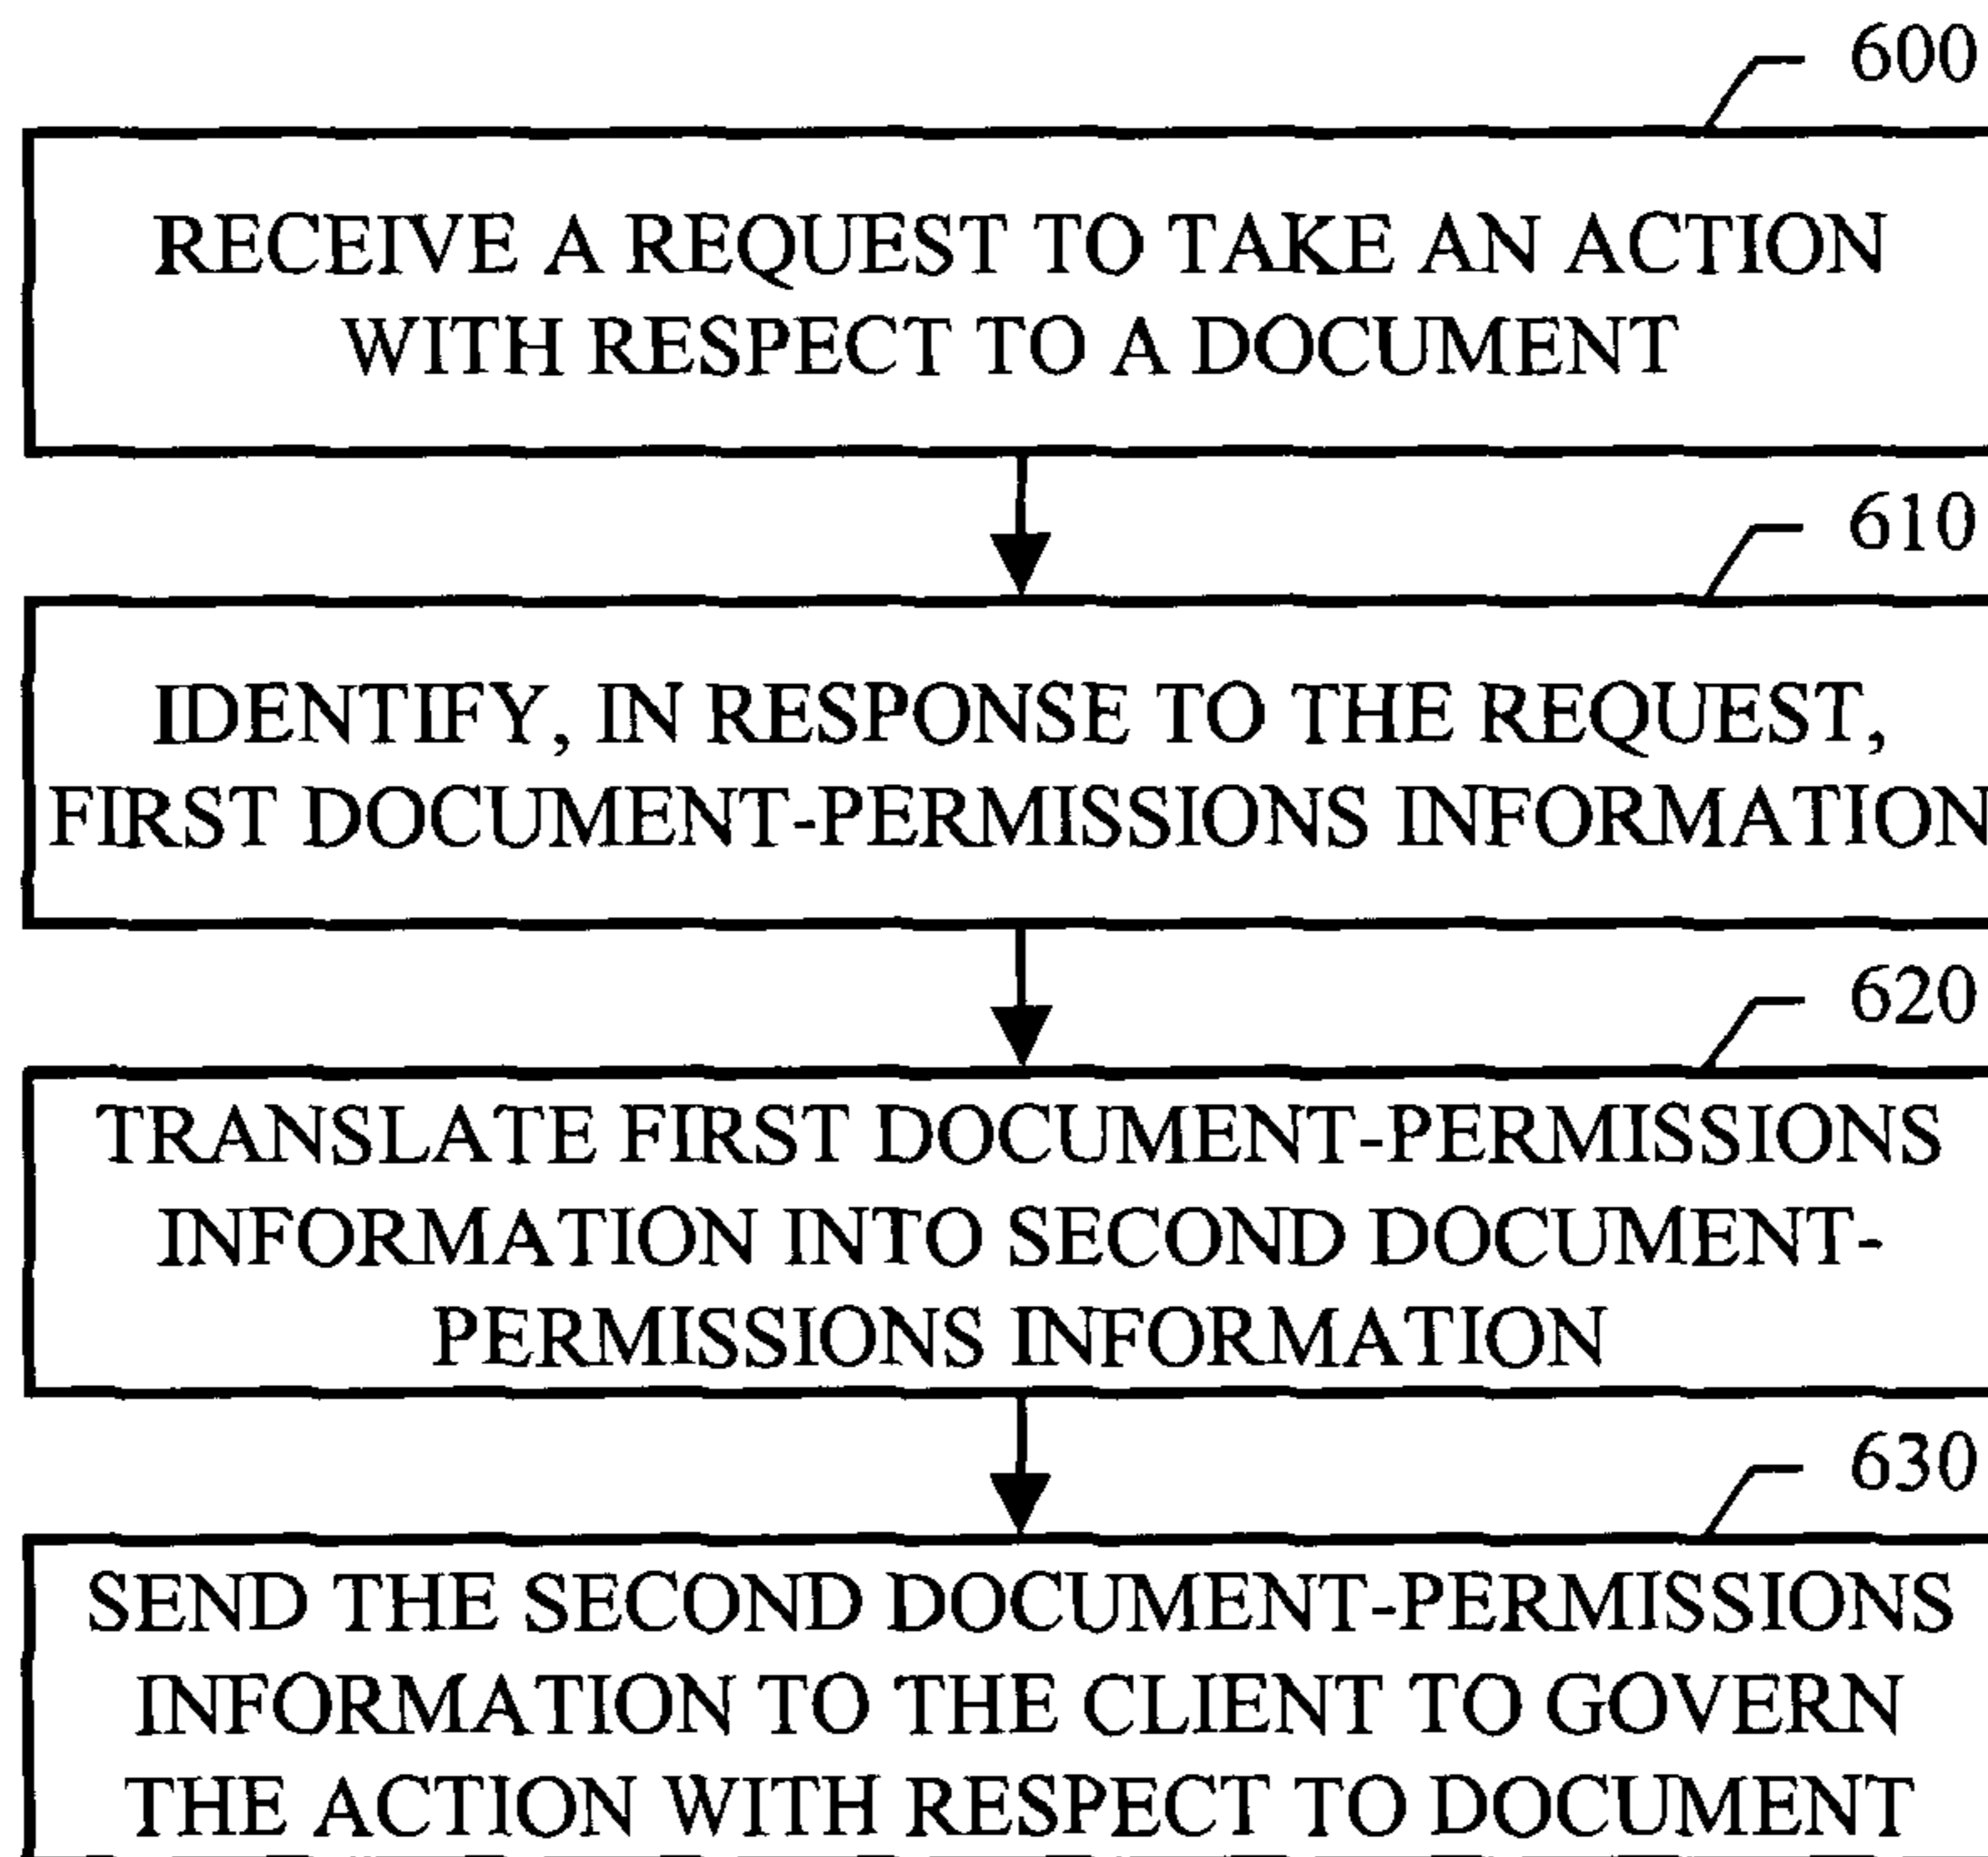 600
RECEIVE A REQUEST TO TAKE AN ACTION
WITH RESPECT TO A DOCUMENT
610
IDENTIFY, IN RESPONSE TO THE REQUEST,
FIRST DOCUMENT-PERMISSIONS INFORMATION
620
TRANSLATE FIRST DOCUMENT-PERMISSIONS
INFORMATION INTO SECOND DOCUMENT-
PERMISSIONS INFORMATION
630
SEND THE SECOND DOCUMENT-PERMISSIONS
INFORMATION TO THE CLIENT TO GOVERN
THE ACTION WITH RESPECT TO DOCUMENT